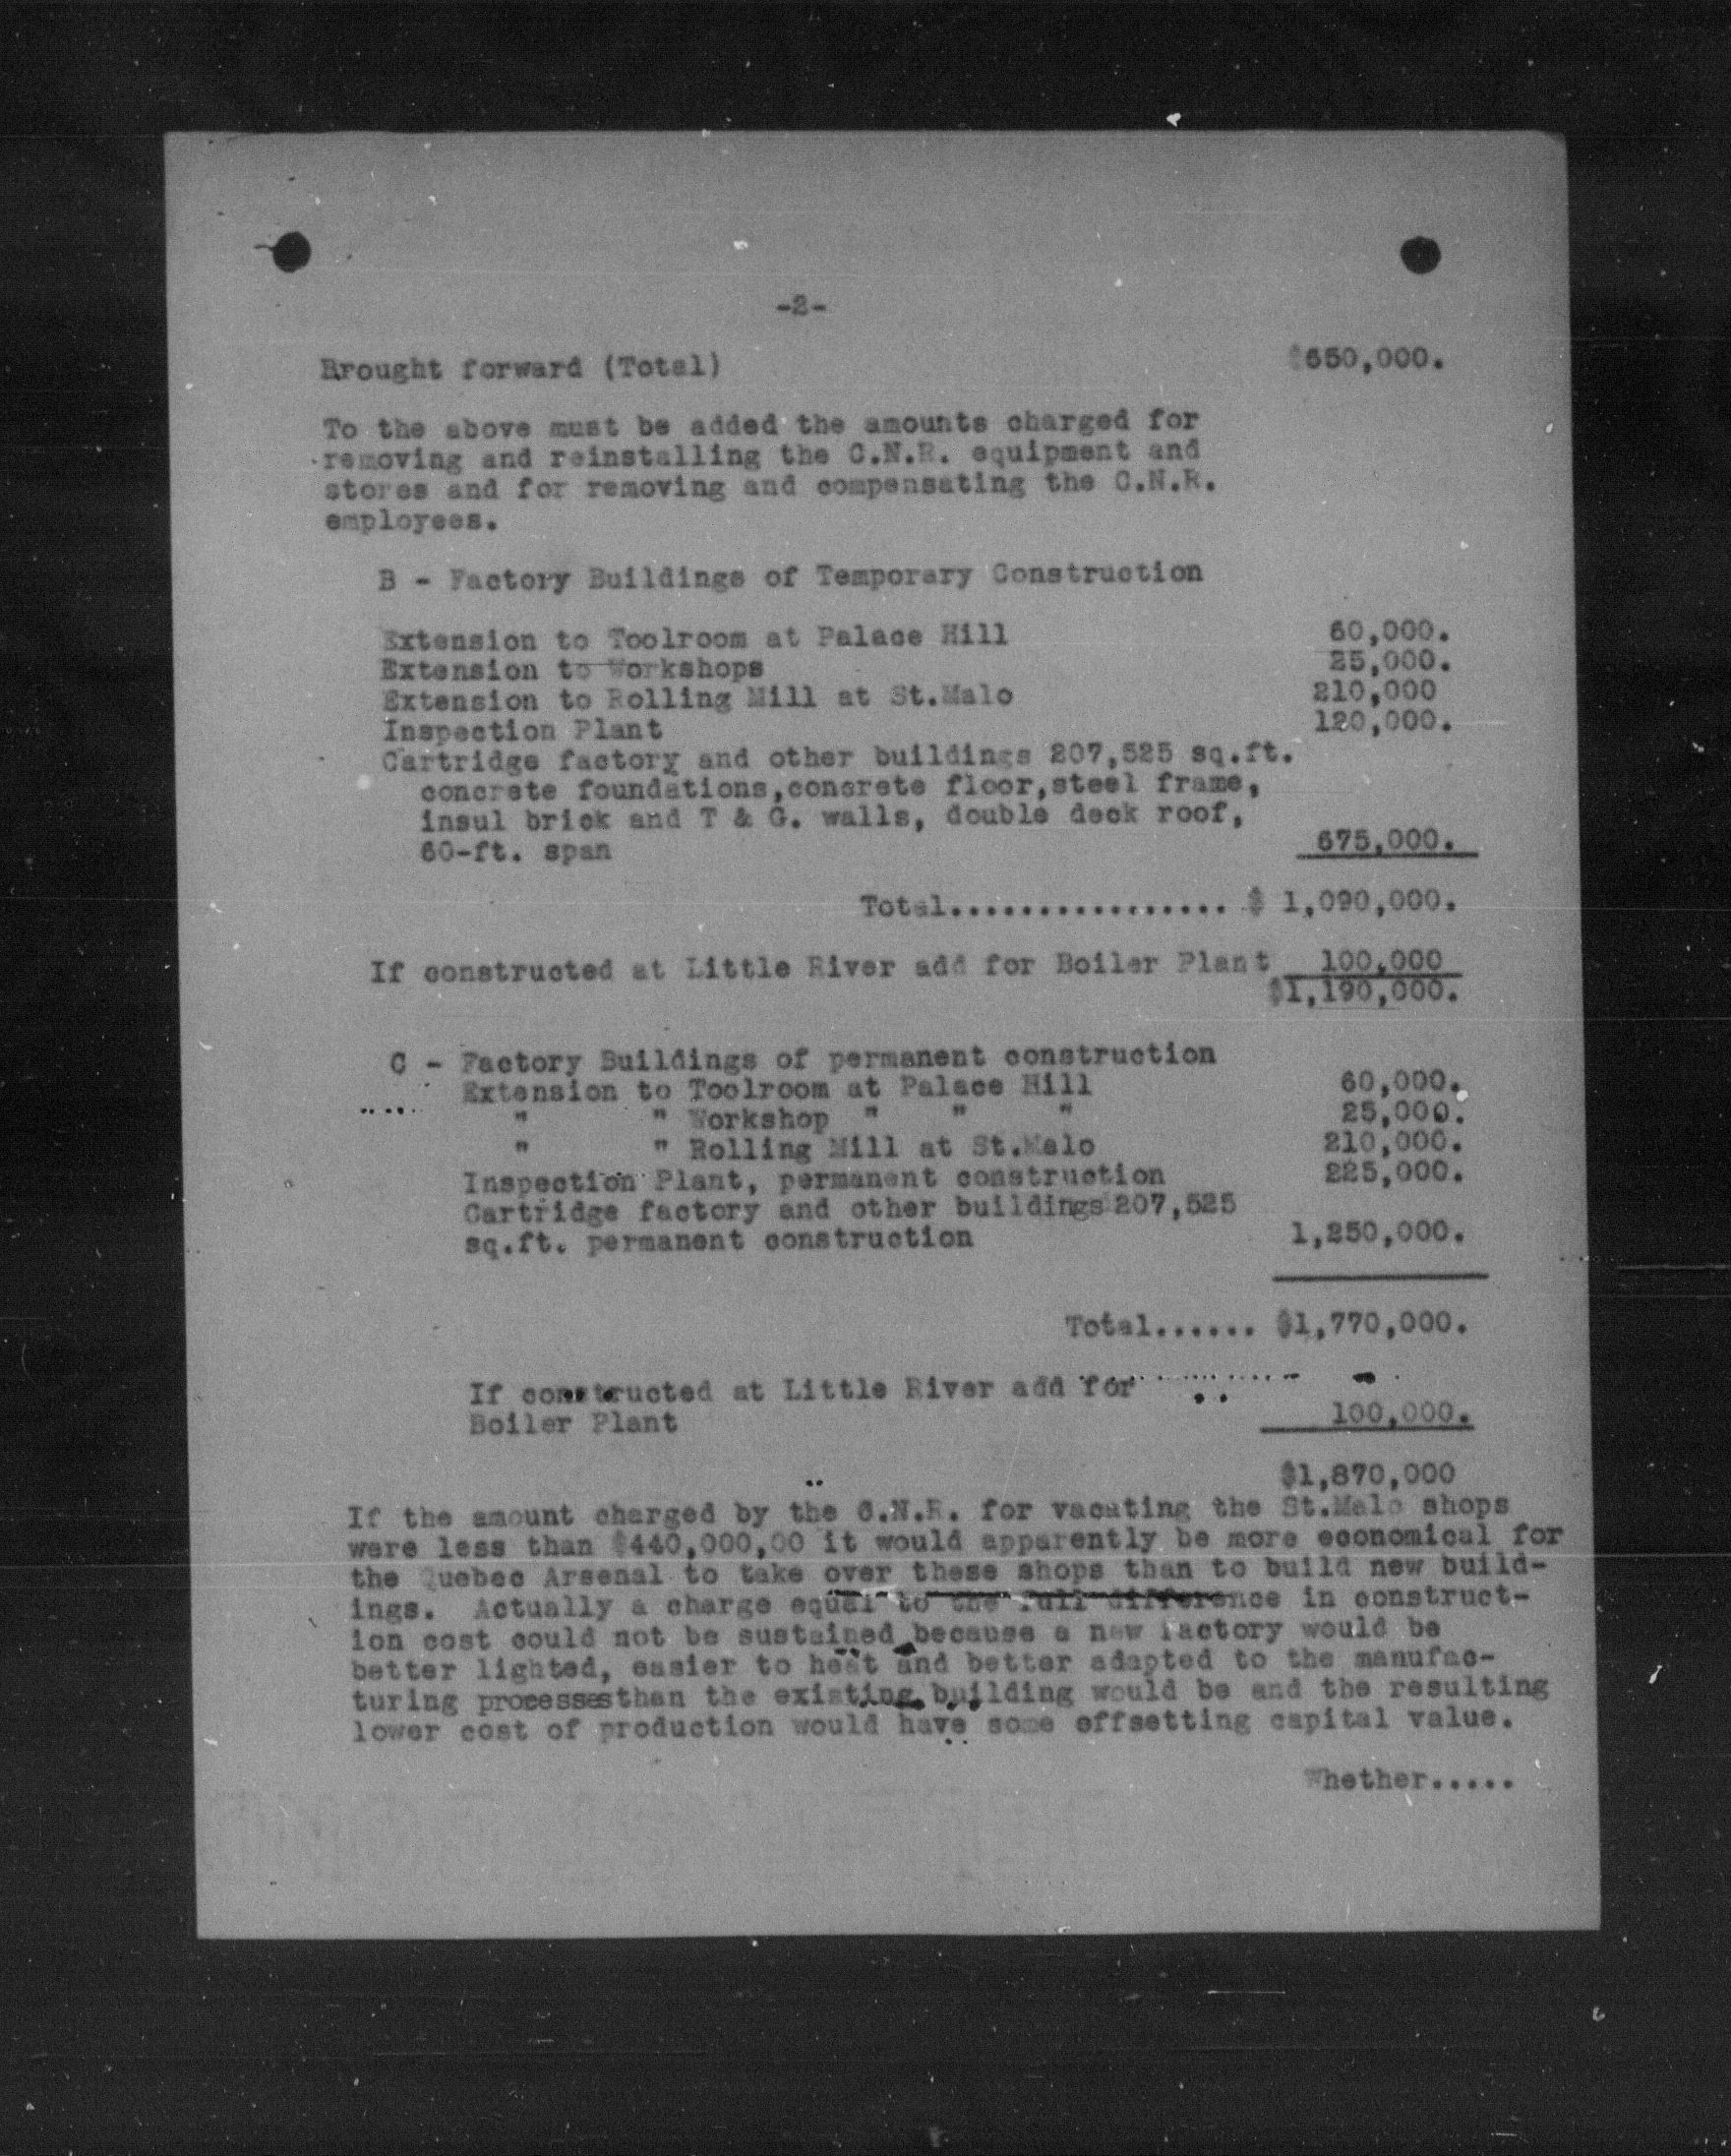 -2-
Brought forward (Total) $650,000.
To the above must be added the amounts charged for
removing and reinstalling the C.N.R. equipment and
stores and for removing and compensating the C.N.R.
employees.
B - Factory Buildings of Temporary Construction
Extension to Toolroom at Palace Hill 60,000.
Extension to Workshops 25,000.
Extension to Rolling Mill at St.Malo 210,000
Inspection Plant 120,000.
Cartridge factory and other buildings 207,525 sq.ft.
concrete foundations,concrete floor,steel frame,
insul brick and T & G. walls, double deck roof,
60-ft. span 675,000.
Total................ $ 1,090,000.
If constructed at Little River add for Boiler Plant 100,000
$1,190,000.
C - Factory Buildings of permanent construction
Extension to Toolroom at Palace Hill 60,000.
" " Workshop " " " 25,000.
" " Rolling Mill at St.Malo 210,000.
Inspection Plant, permanent construction 225,000.
Cartridge factory and other buildings 207,525
sq.ft. permanent construction 1,250,000.
Total...... $1,770,000.
If constructed at Little River add for
Boiler Plant 100,000.
$1,870,000
If the amount charged by the C.N.R. for vacating the St.Malo shops
were less than $440,000,00 it would apparently be more economical for
the Quebec Arsenal to take over these shops than to build new build-
ings. Actually a charge equal to the full difference in construct-
ion cost could not be sustained because a new factory would be
better lighted, easier to heat and better adapted to the manufac-
turing processes than the existing building would be and the resulting
lower cost of production would have some offsetting capital value.
Whether.....